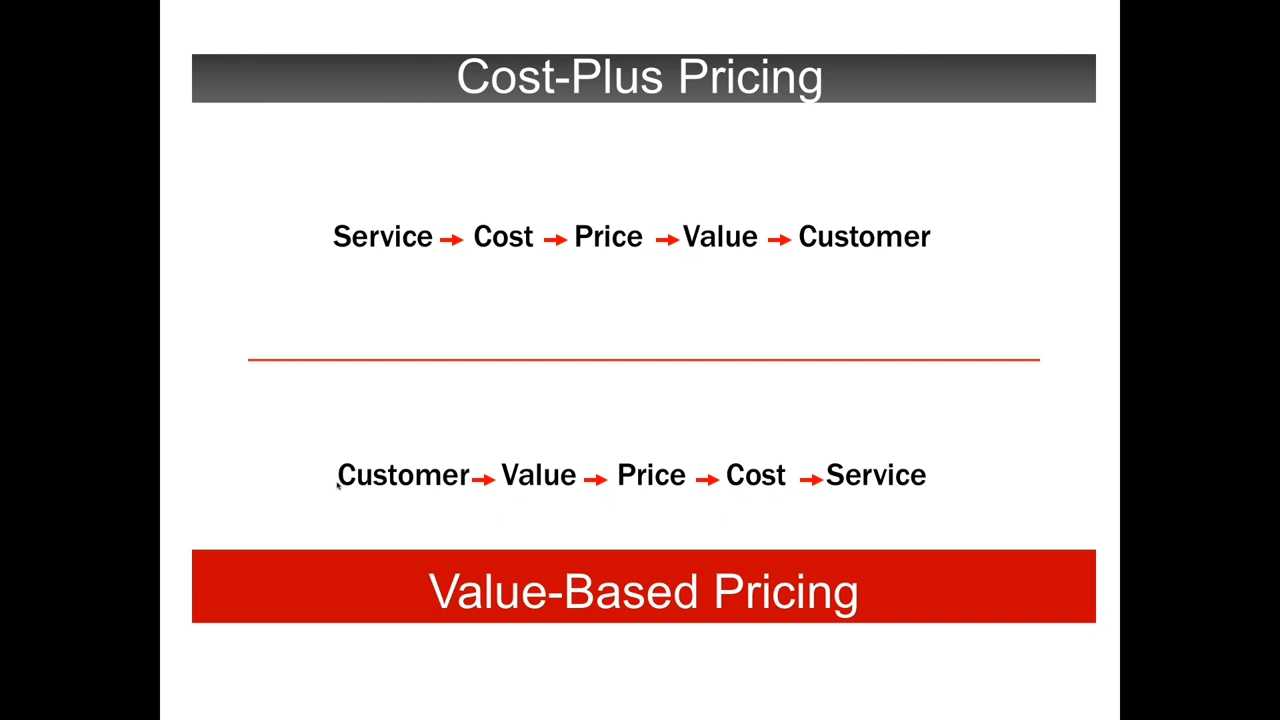 Cost-Plus Pricing
Service → Cost → Price → Value → Customer
Customer → Value → Price → Cost → Service
Value-Based Pricing